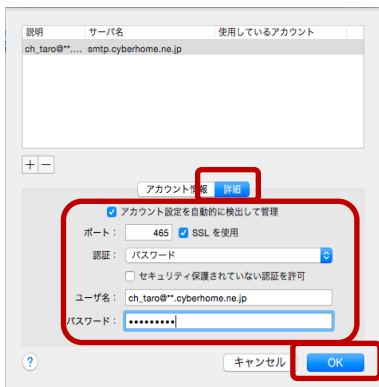 説明 サーバ名 使用しているアカウント
ch_taro@**.... smtp.cyberhome.ne.jp
+ −
アカウント情報 詳細
アカウント設定を自動的に検出して管理
ポート： 465 SSL を使用
認証： パスワード
セキュリティ保護されていない認証を許可
ユーザ名： ch_taro@**.cyberhome.ne.jp
パスワード： •••••••••
? キャンセル OK